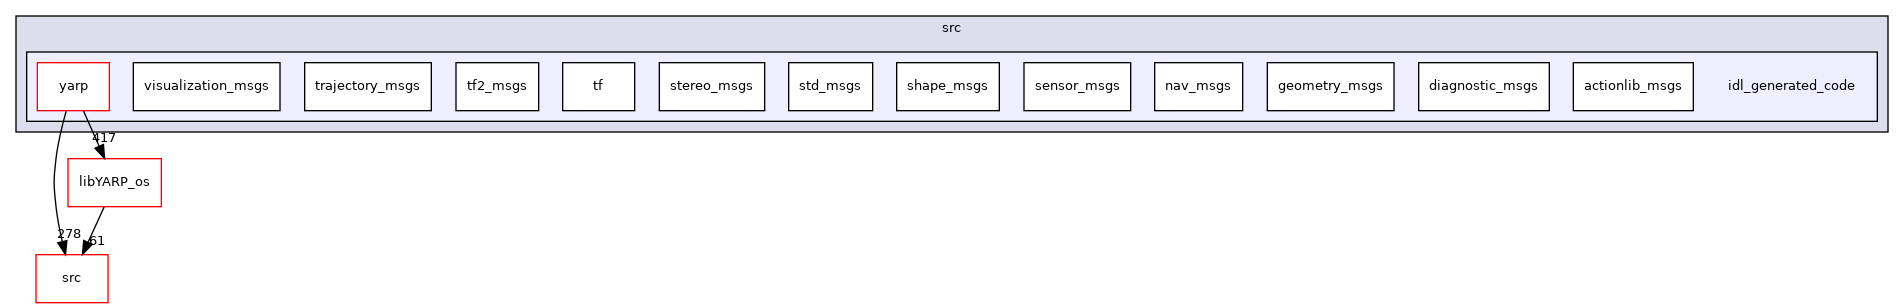 src
yarp
visualization_msgs
trajectory_msgs
tf2_msgs
tf
stereo_msgs
std_msgs
shape_msgs
sensor_msgs
nav_msgs
geometry_msgs
diagnostic_msgs
actionlib_msgs
idl_generated_code
417
libYARP_os
278
61
src